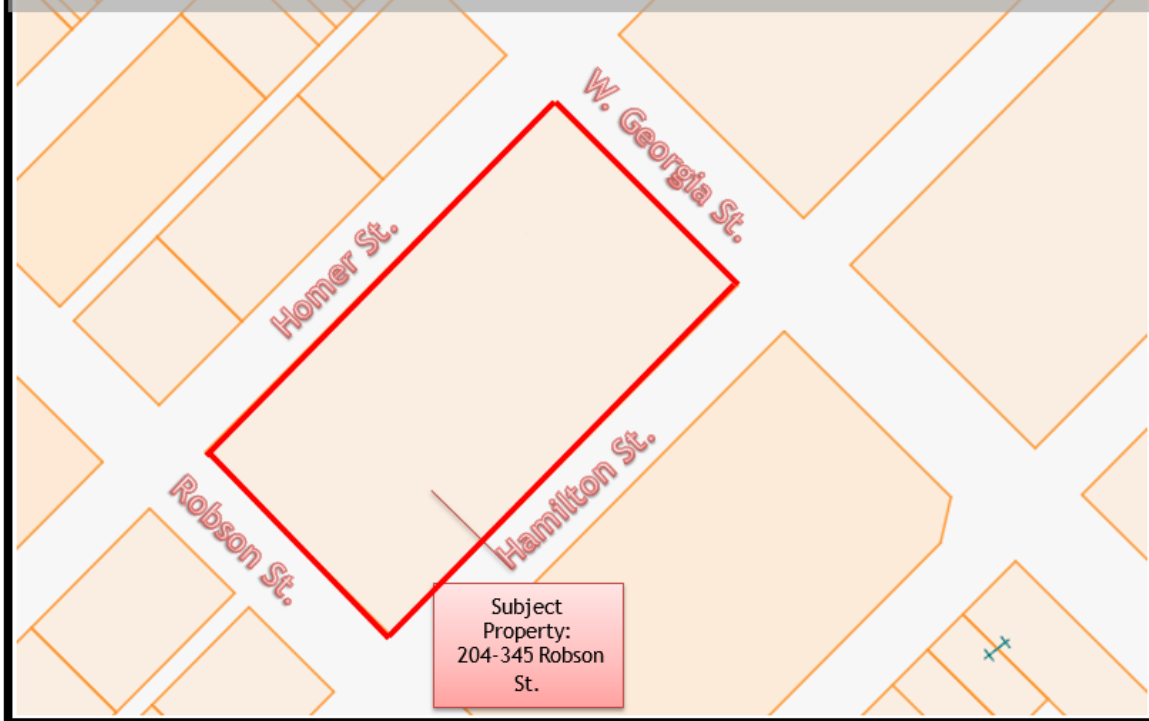 W. Georgia St.
Homer St.
Hamilton St.
Robson St.
Subject
Property:
204-345 Robson
St.